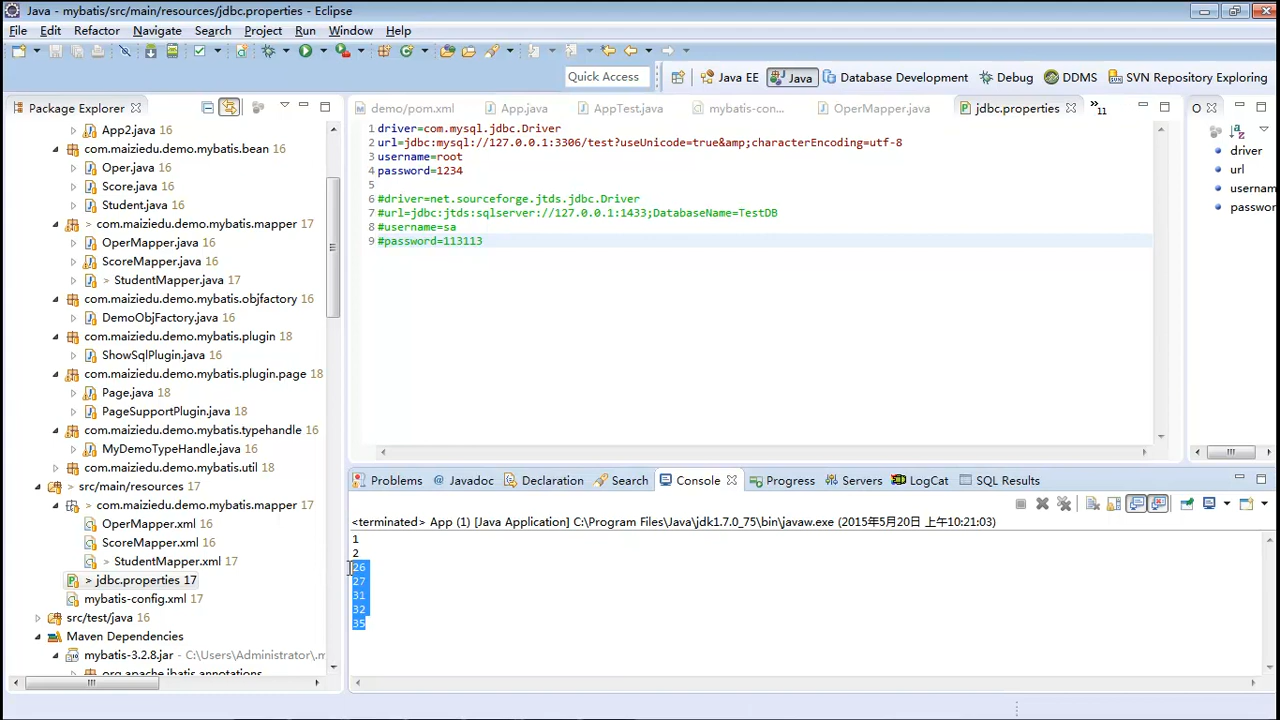 Java - mybatis/src/main/resources/jdbc.properties - Eclipse
File Edit Refactor Navigate Search Project Run Window Help
Quick Access
Java EE Java Database Development Debug DDMS SVN Repository Exploring
Package Explorer
App2.java 16
com.maiziedu.demo.mybatis.bean 16
Oper.java 16
Score.java 16
Student.java 16
> com.maiziedu.demo.mybatis.mapper
OperMapper.java 16
ScoreMapper.java 16
> StudentMapper.java 17
com.maiziedu.demo.mybatis.objfactory
DemoObjFactory.java 16
com.maiziedu.demo.mybatis.plugin 18
ShowSqlPlugin.java 16
com.maiziedu.demo.mybatis.plugin.page 18
Page.java 18
PageSupportPlugin.java 18
com.maiziedu.demo.mybatis.typehandle
MyDemoTypeHandle.java 16
com.maiziedu.demo.mybatis.util 18
> src/main/resources 17
> com.maiziedu.demo.mybatis.mapper
OperMapper.xml 16
ScoreMapper.xml 16
> StudentMapper.xml 17
> jdbc.properties 17
mybatis-config.xml 17
src/test/java 16
Maven Dependencies
mybatis-3.2.8.jar - C:\Users\Administrator\.m
org.apache.ibatis.annotations
demo/pom.xml App.java AppTest.java mybatis-con... OperMapper.java jdbc.properties »11
1 driver=com.mysql.jdbc.Driver
2 url=jdbc:mysql://127.0.0.1:3306/test?useUnicode=true&amp;characterEncoding=utf-8
3 username=root
4 password=1234
5
6 #driver=net.sourceforge.jtds.jdbc.Driver
7 #url=jdbc:jtds:sqlserver://127.0.0.1:1433;DatabaseName=TestDB
8 #username=sa
9 #password=113113
O
driver
url
usernam
passwor
Problems Javadoc Declaration Search Console Progress Servers LogCat SQL Results
<terminated> App (1) [Java Application] C:\Program Files\Java\jdk1.7.0_75\bin\javaw.exe (2015年5月20日 上午10:21:03)
1
2
26
27
31
32
35